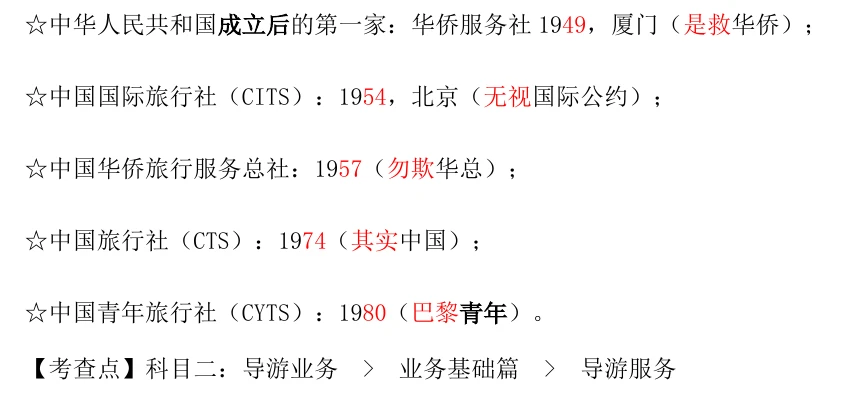 ☆中华人民共和国成立后的第一家：华侨服务社 1949，厦门（是救华侨）；
☆中国国际旅行社（CITS）：1954，北京（无视国际公约）；
☆中国华侨旅行服务总社：1957（勿欺华总）；
☆中国旅行社（CTS）：1974（其实中国）；
☆中国青年旅行社（CYTS）：1980（巴黎青年）。
【考查点】科目二：导游业务 > 业务基础篇 > 导游服务